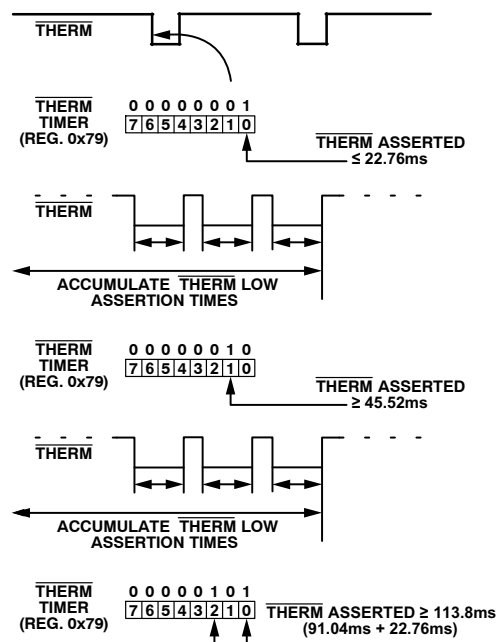 THERM
THERM
TIMER
(REG. 0x79)
0 0 0 0 0 0 0 1
7 6 5 4 3 2 1 0
THERM ASSERTED
≤ 22.76ms
THERM
ACCUMULATE THERM LOW
ASSERTION TIMES
THERM
TIMER
(REG. 0x79)
0 0 0 0 0 0 1 0
7 6 5 4 3 2 1 0
THERM ASSERTED
≥ 45.52ms
THERM
ACCUMULATE THERM LOW
ASSERTION TIMES
THERM
TIMER
(REG. 0x79)
0 0 0 0 0 1 0 1
7 6 5 4 3 2 1 0
THERM ASSERTED ≥ 113.8ms
(91.04ms + 22.76ms)